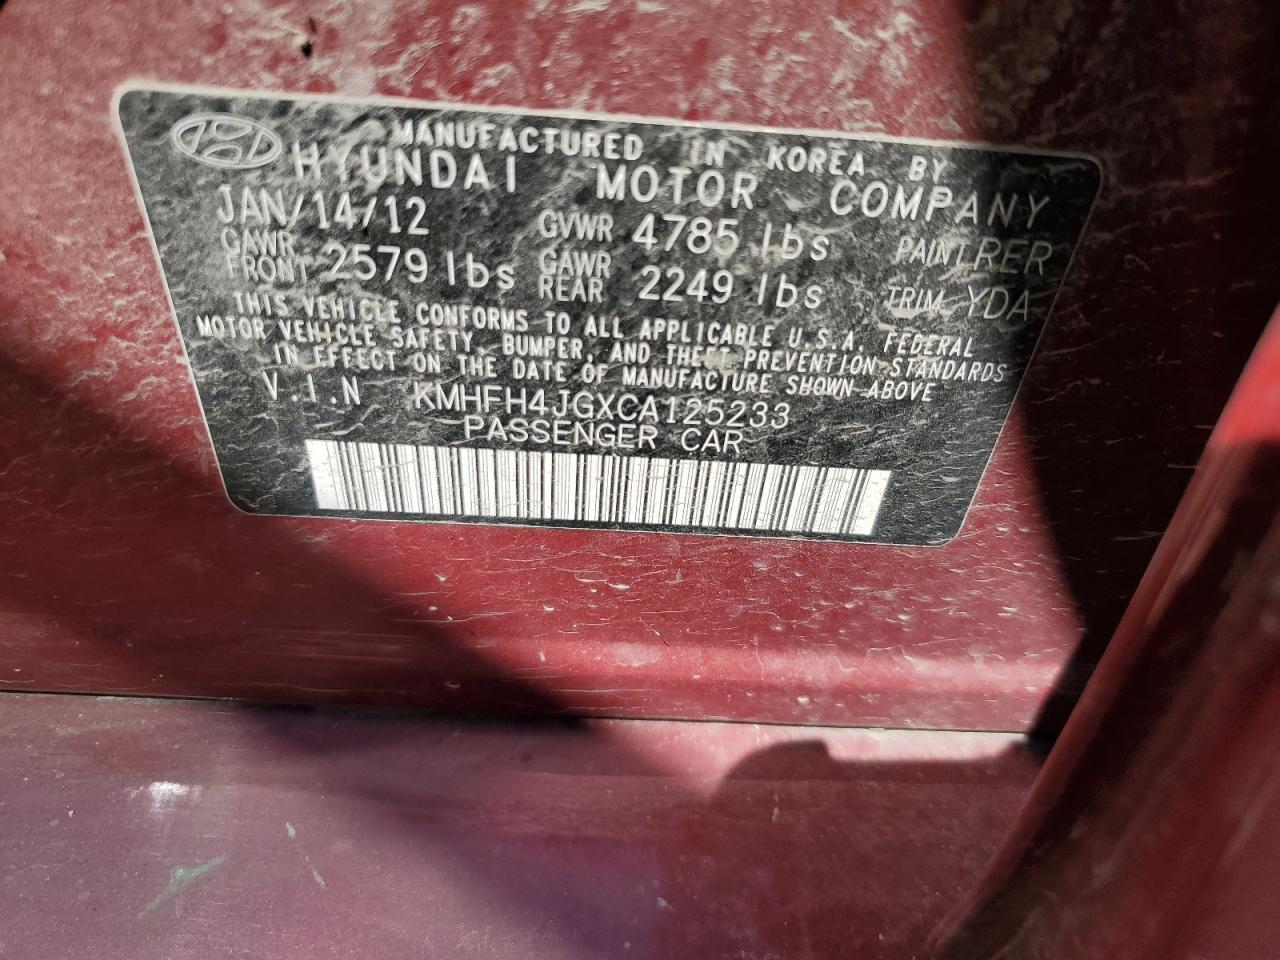 MANUFACTURED IN KOREA BY
HYUNDAI MOTOR COMPANY
JAN/14/12 GVWR 4785 lbs PAINT RER
GAWR FRONT 2579 lbs GAWR REAR 2249 lbs TRIM YDA
THIS VEHICLE CONFORMS TO ALL APPLICABLE U.S.A. FEDERAL
MOTOR VEHICLE SAFETY, BUMPER, AND THEFT PREVENTION STANDARDS
IN EFFECT ON THE DATE OF MANUFACTURE SHOWN ABOVE
V.I.N KMHFH4JGXCA125233
PASSENGER CAR